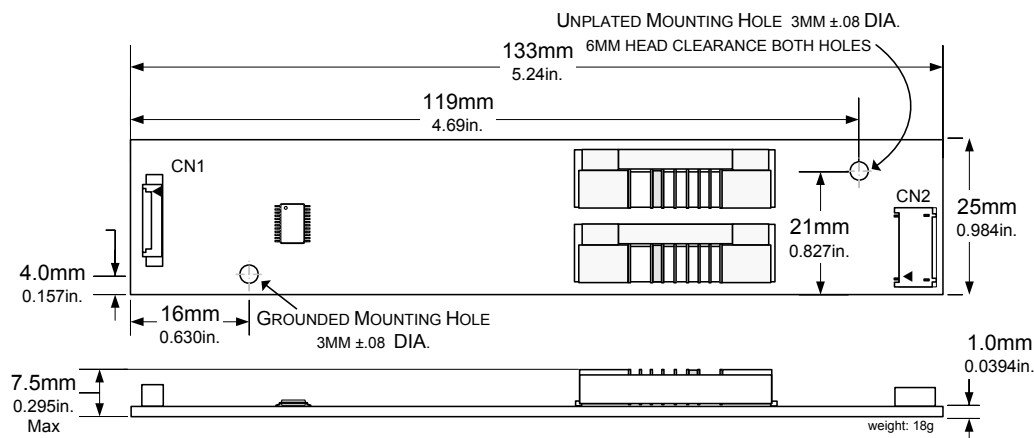 UNPLATED MOUNTING HOLE 3MM ±.08 DIA.
6MM HEAD CLEARANCE BOTH HOLES
133mm
5.24in.
119mm
4.69in.
CN1
CN2
21mm
0.827in.
25mm
0.984in.
4.0mm
0.157in.
16mm
0.630in.
GROUNDED MOUNTING HOLE
3MM ±.08 DIA.
1.0mm
0.0394in.
7.5mm
0.295in.
Max
weight: 18g